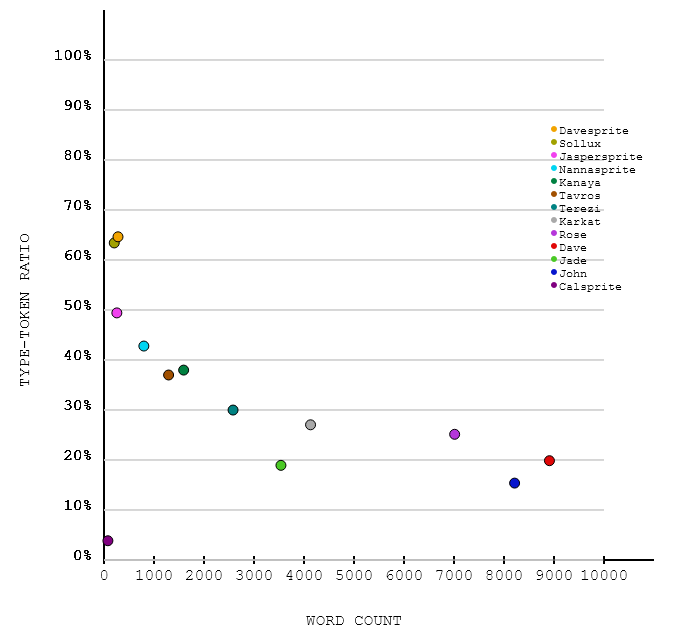 100%
90%
80%
70%
60%
50%
40%
30%
20%
10%
0%
TYPE-TOKEN RATIO
Davesprite
Sollux
Jaspersprite
Nannasprite
Kanaya
Tavros
Terezi
Karkat
Rose
Dave
Jade
John
Calsprite
0 1000 2000 3000 4000 5000 6000 7000 8000 9000 10000
WORD COUNT